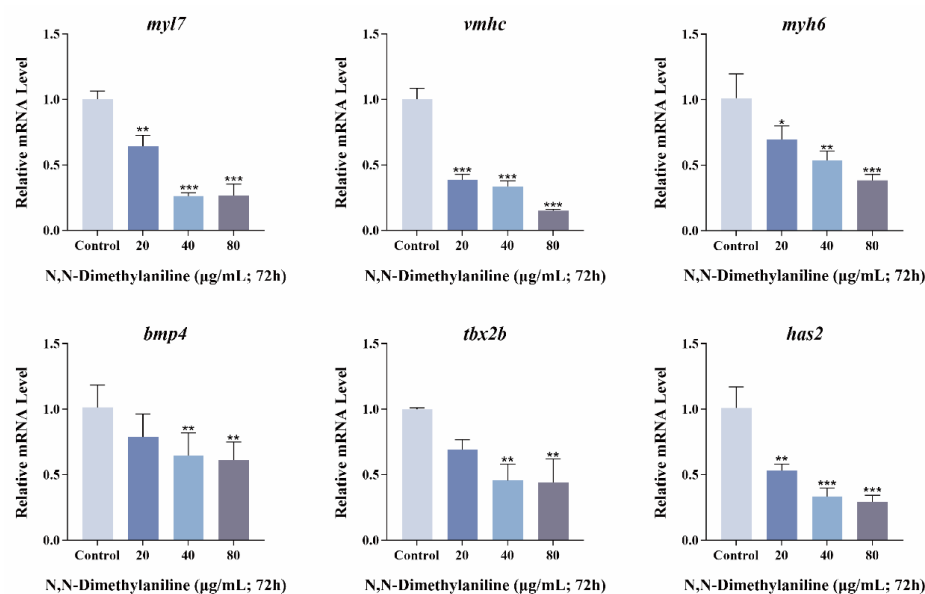 myl7
1.5
1.0
0.5
0.0
Relative mRNA Level
**
***
***
Control 20 40 80
N,N-Dimethylaniline (μg/mL; 72h)
vmhc
1.5
1.0
0.5
0.0
Relative mRNA Level
***
***
***
Control 20 40 80
N,N-Dimethylaniline (μg/mL; 72h)
myh6
1.5
1.0
0.5
0.0
Relative mRNA Level
*
**
***
Control 20 40 80
N,N-Dimethylaniline (μg/mL; 72h)
bmp4
1.5
1.0
0.5
0.0
Relative mRNA Level
**
**
Control 20 40 80
N,N-Dimethylaniline (μg/mL; 72h)
tbx2b
1.5
1.0
0.5
0.0
Relative mRNA Level
**
**
Control 20 40 80
N,N-Dimethylaniline (μg/mL; 72h)
has2
1.5
1.0
0.5
0.0
Relative mRNA Level
**
***
***
Control 20 40 80
N,N-Dimethylaniline (μg/mL; 72h)